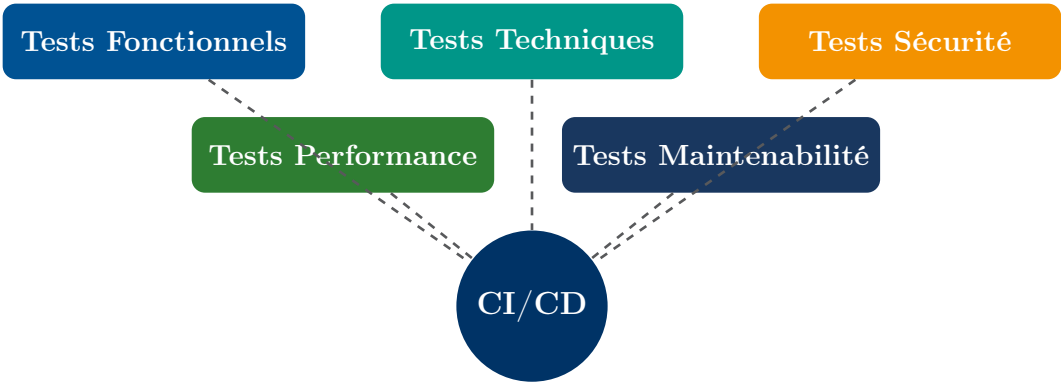 Tests Fonctionnels
Tests Techniques
Tests Sécurité
Tests Performance
Tests Maintenabilité
CI/CD